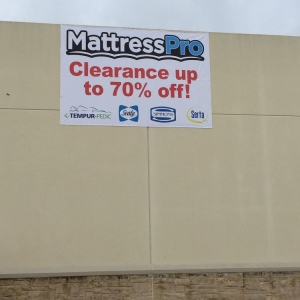 MattressPro
Clearance up
to 70% off!
TEMPUR-PEDIC Sealy SIMMONS Serta